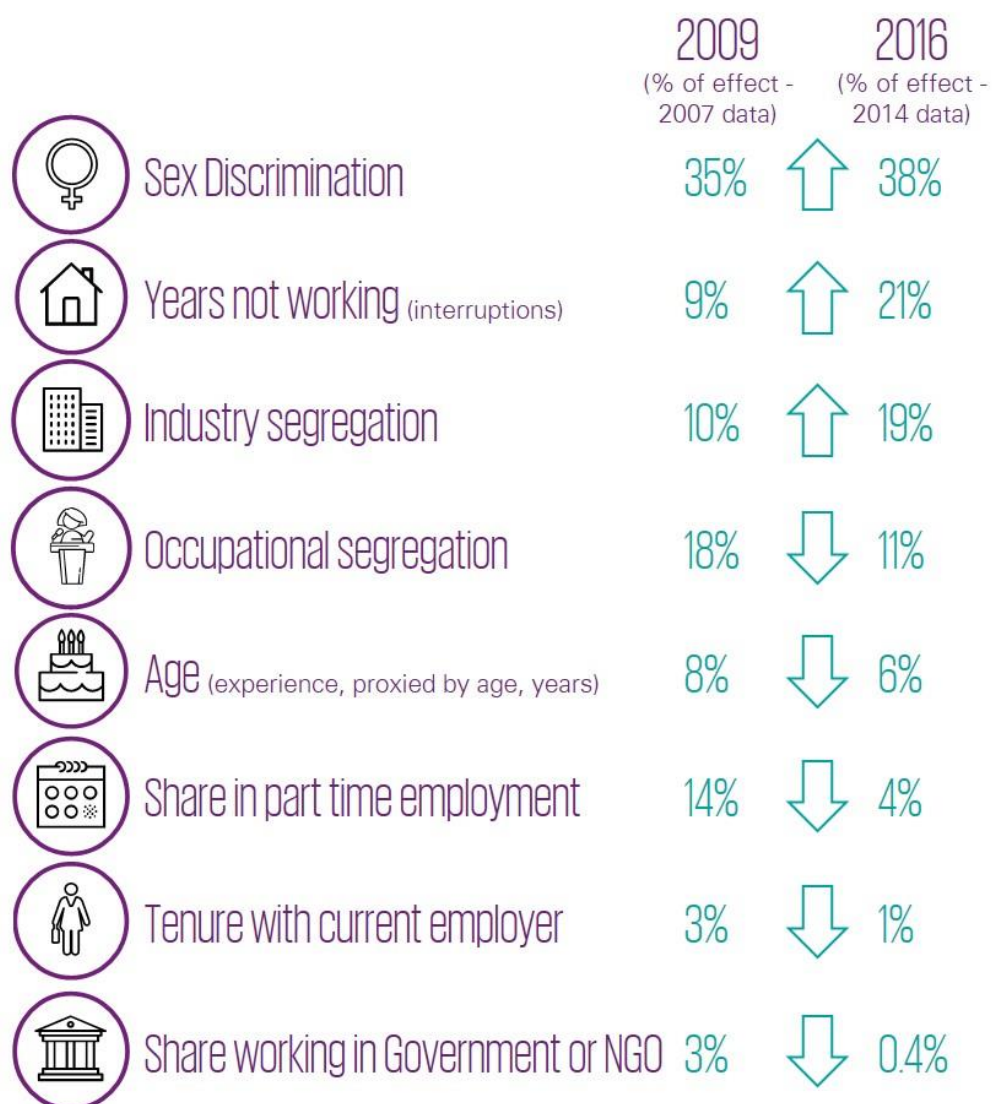 2009 2016
(% of effect - (% of effect -
2007 data) 2014 data)
Sex Discrimination 35% 38%
Years not working (interruptions) 9% 21%
Industry segregation 10% 19%
Occupational segregation 18% 11%
Age (experience, proxied by age, years) 8% 6%
Share in part time employment 14% 4%
Tenure with current employer 3% 1%
Share working in Government or NGO 3% 0.4%